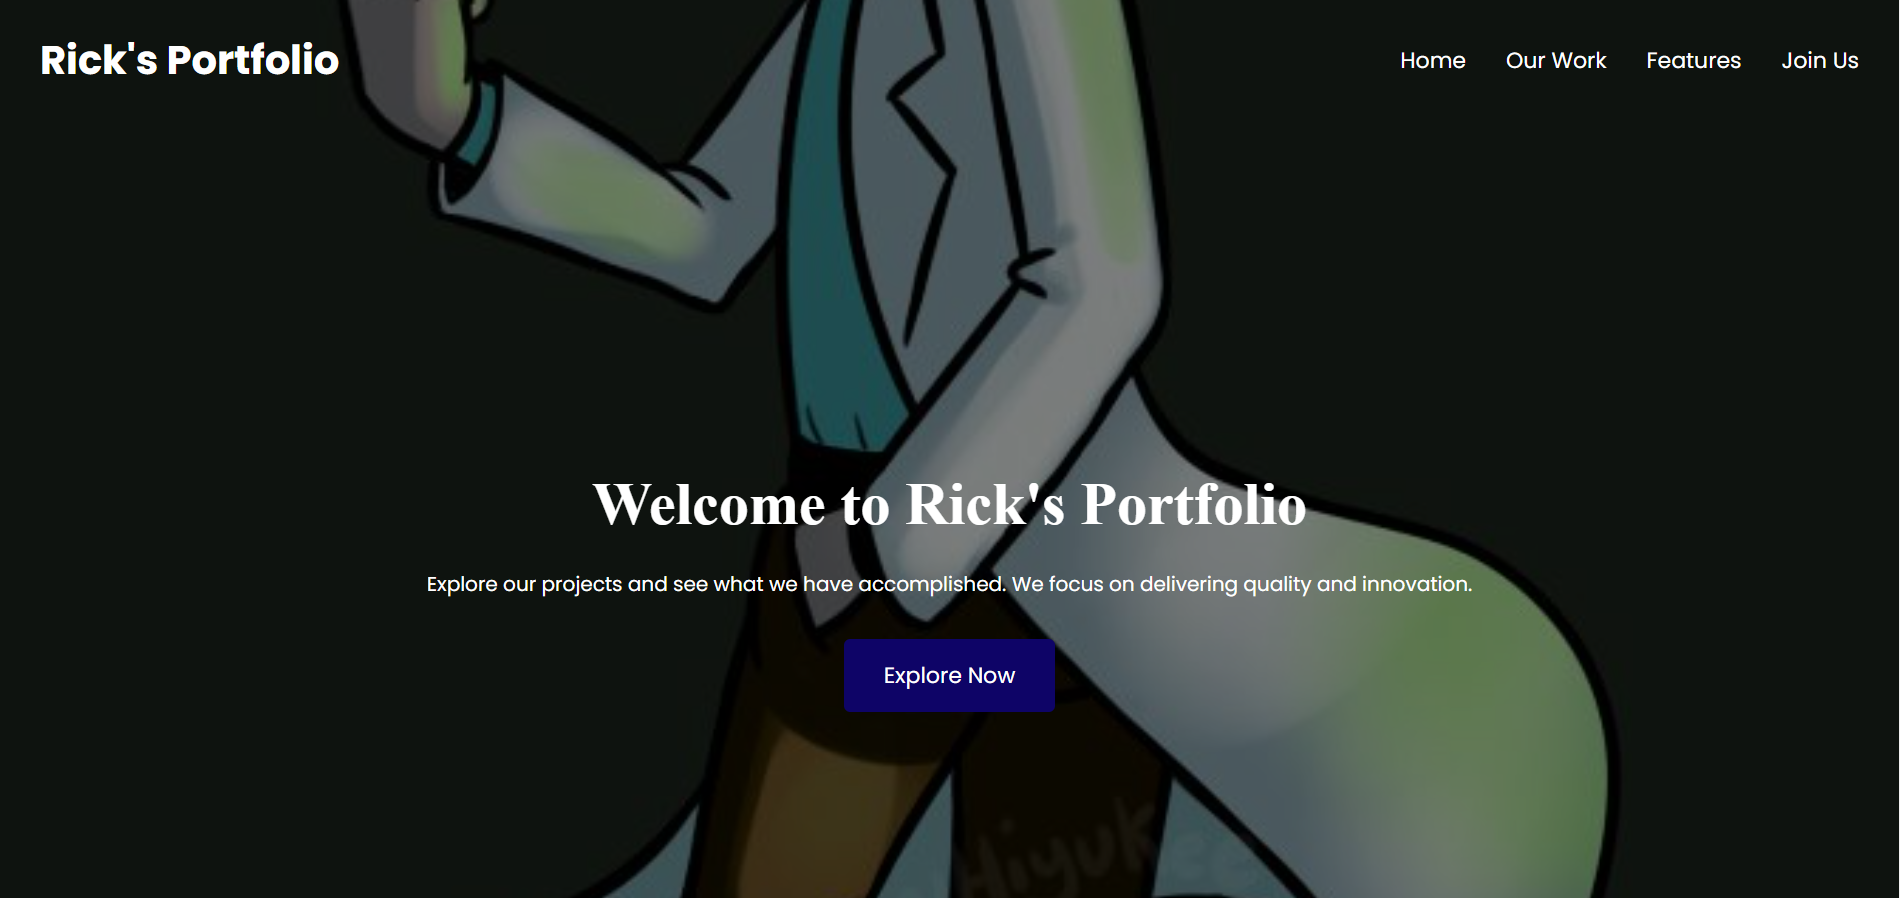 Rick's Portfolio
Home
Our Work
Features
Join Us
Welcome to Rick's Portfolio
Explore our projects and see what we have accomplished. We focus on delivering quality and innovation.
Explore Now